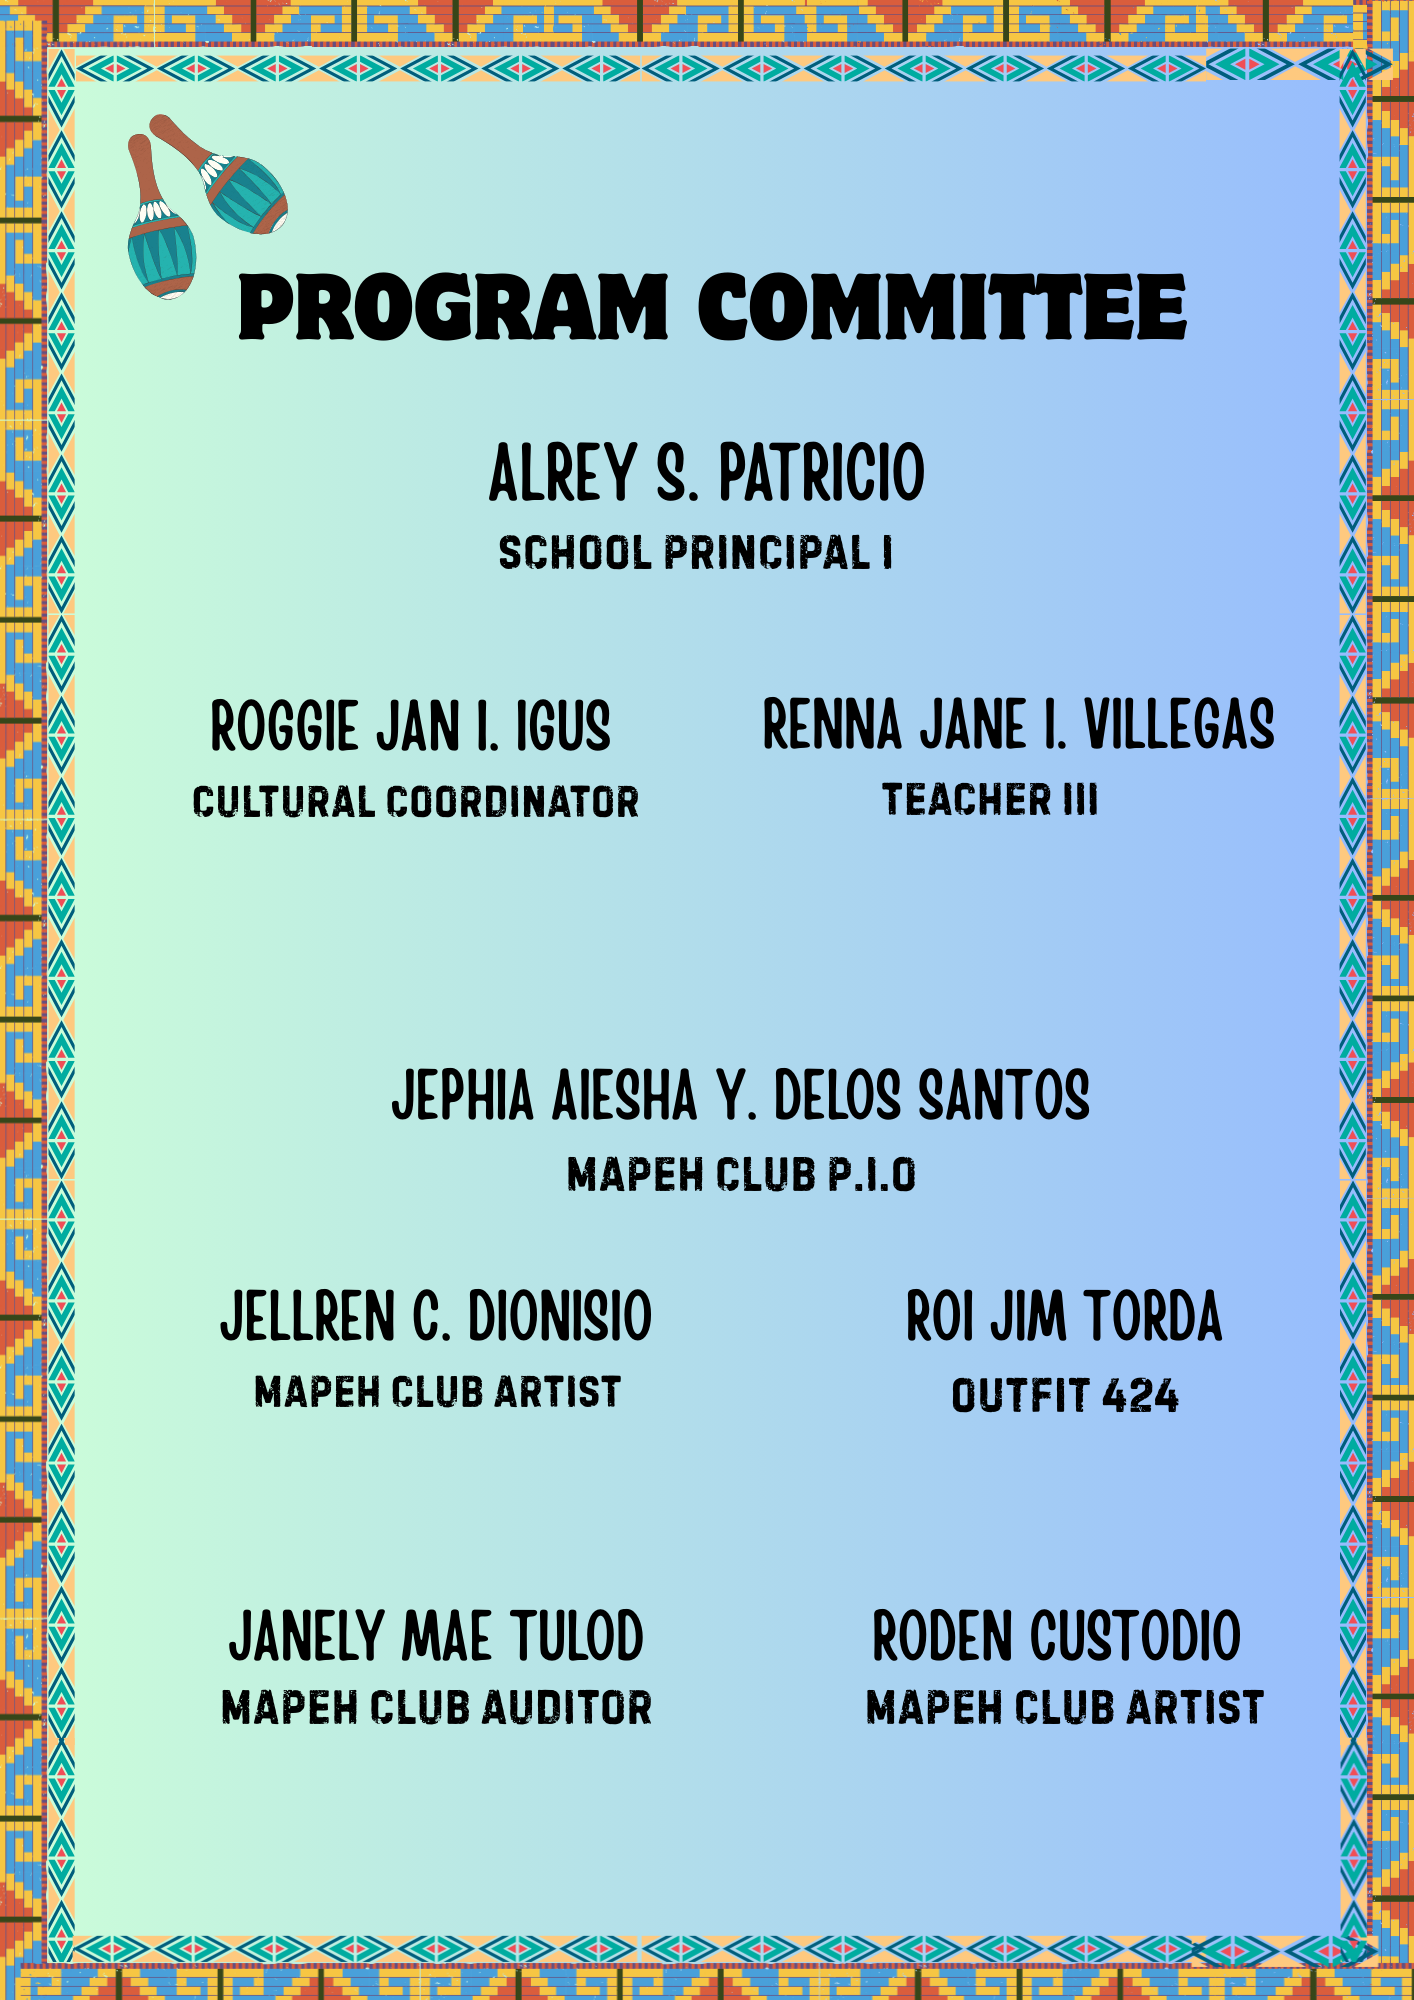 PROGRAM COMMITTEE
ALREY S. PATRICIO
SCHOOL PRINCIPAL I
ROGGIE JAN I. IGUS
CULTURAL COORDINATOR
RENNA JANE I. VILLEGAS
TEACHER III
JEPHIA AIESHA Y. DELOS SANTOS
MAPEH CLUB P.I.O
JELLREN C. DIONISIO
MAPEH CLUB ARTIST
ROI JIM TORDA
OUTFIT 424
JANELY MAE TULOD
MAPEH CLUB AUDITOR
RODEN CUSTODIO
MAPEH CLUB ARTIST